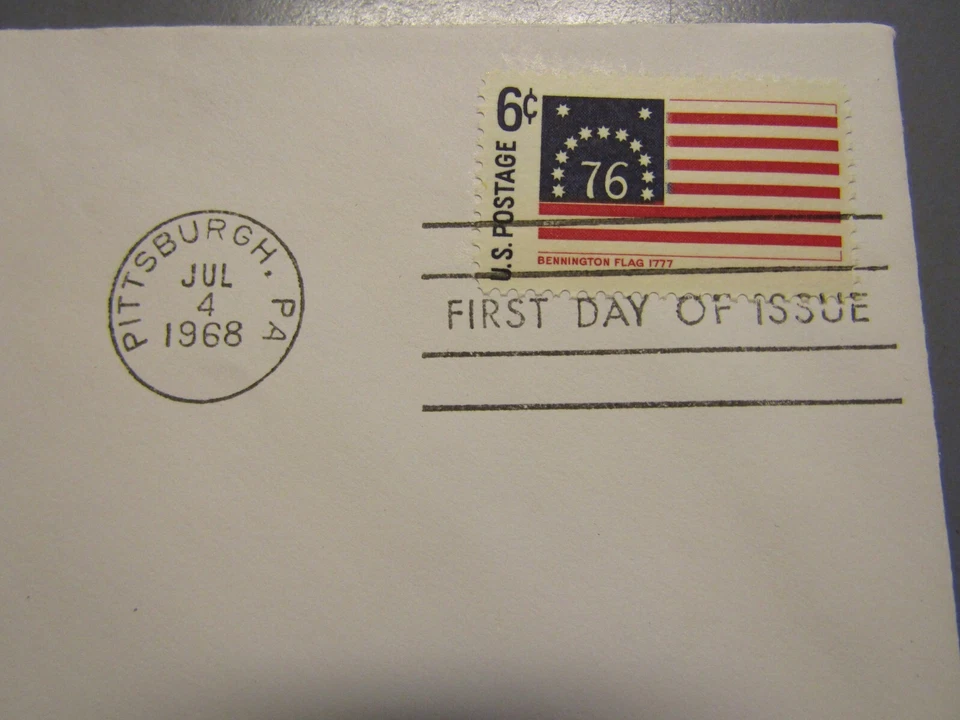 6¢
U.S. POSTAGE
76
BENNINGTON FLAG 1777
PITTSBURGH, PA
JUL
4
1968
FIRST DAY OF ISSUE